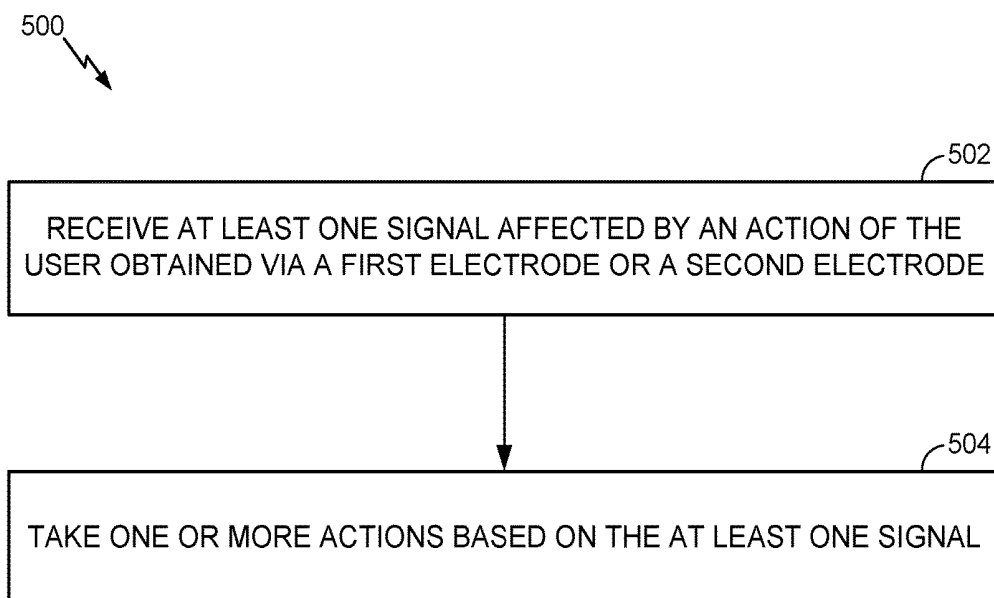 500
502
RECEIVE AT LEAST ONE SIGNAL AFFECTED BY AN ACTION OF THE
USER OBTAINED VIA A FIRST ELECTRODE OR A SECOND ELECTRODE
504
TAKE ONE OR MORE ACTIONS BASED ON THE AT LEAST ONE SIGNAL